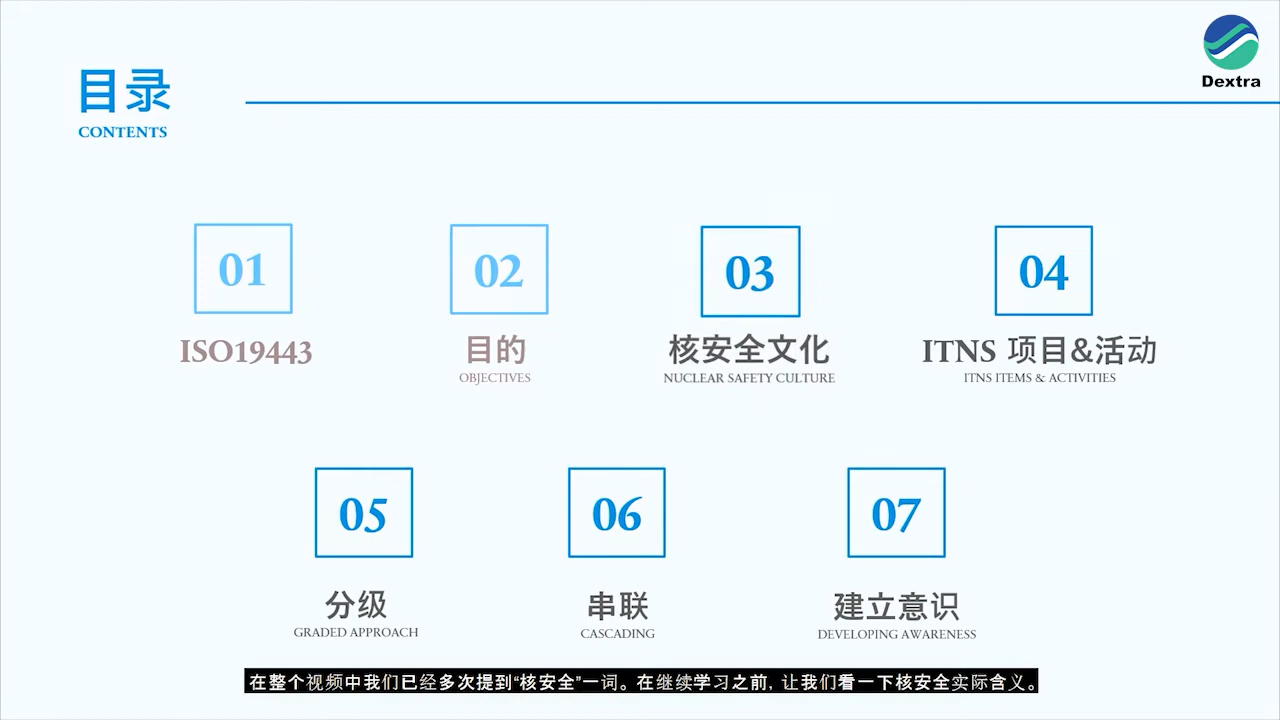 Dextra
目录
CONTENTS
01
02
03
04
ISO19443
目的
核安全文化
ITNS 项目&活动
OBJECTIVES
NUCLEAR SAFETY CULTURE
ITNS ITEMS & ACTIVITIES
05
06
07
分级
串联
建立意识
GRADED APPROACH
CASCADING
DEVELOPING AWARENESS
在整个视频中我们已经多次提到“核安全”一词。在继续学习之前, 让我们看一下核安全实际含义。